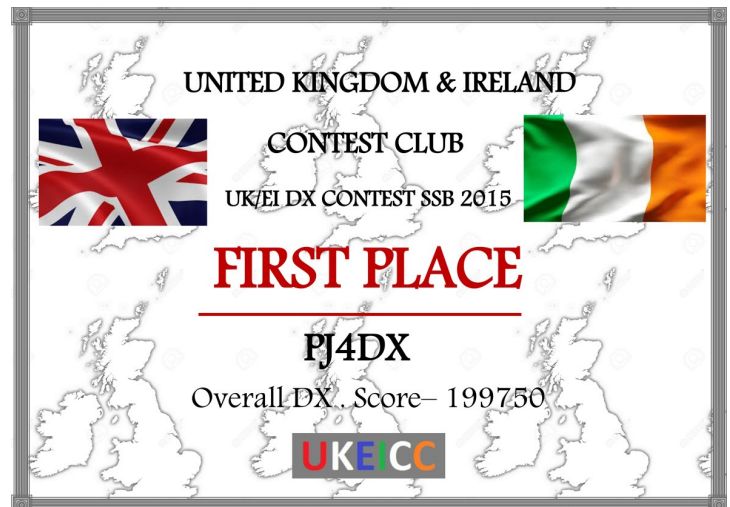 UNITED KINGDOM & IRELAND
CONTEST CLUB
UK/EI DX CONTEST SSB 2015
FIRST PLACE
PJ4DX
Overall DX . Score– 199750
UKEICC